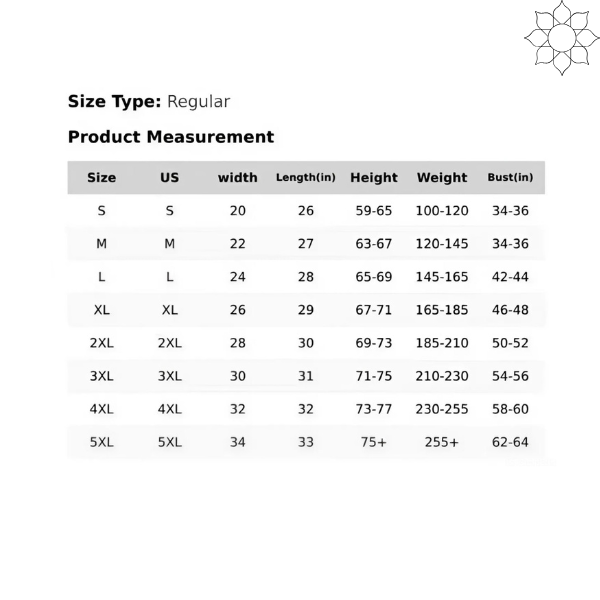 Size Type: Regular
Product Measurement
Size US width Length(in) Height Weight Bust(in)
S S 20 26 59-65 100-120 34-36
M M 22 27 63-67 120-145 34-36
L L 24 28 65-69 145-165 42-44
XL XL 26 29 67-71 165-185 46-48
2XL 2XL 28 30 69-73 185-210 50-52
3XL 3XL 30 31 71-75 210-230 54-56
4XL 4XL 32 32 73-77 230-255 58-60
5XL 5XL 34 33 75+ 255+ 62-64